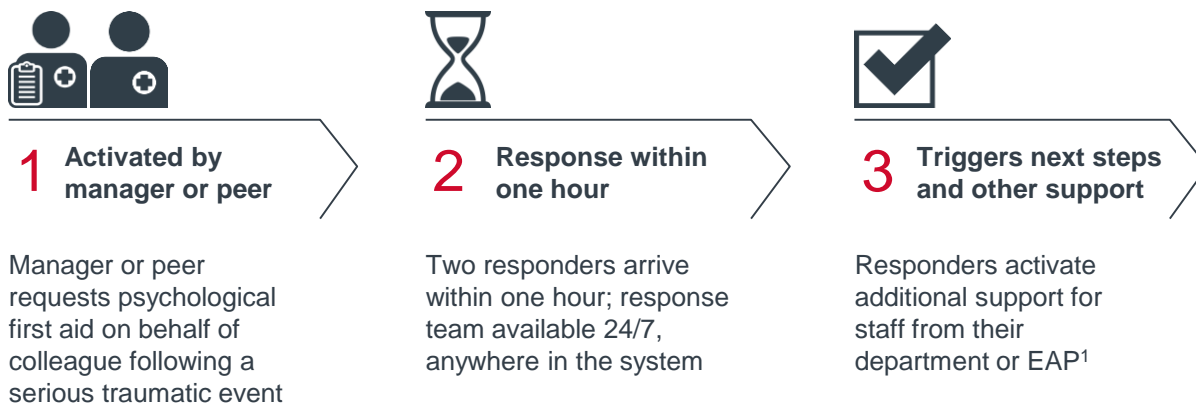 1 Activated by
manager or peer
Manager or peer
requests psychological
first aid on behalf of
colleague following a
serious traumatic event
2 Response within
one hour
Two responders arrive
within one hour; response
team available 24/7,
anywhere in the system
3 Triggers next steps
and other support
Responders activate
additional support for
staff from their
department or EAP¹